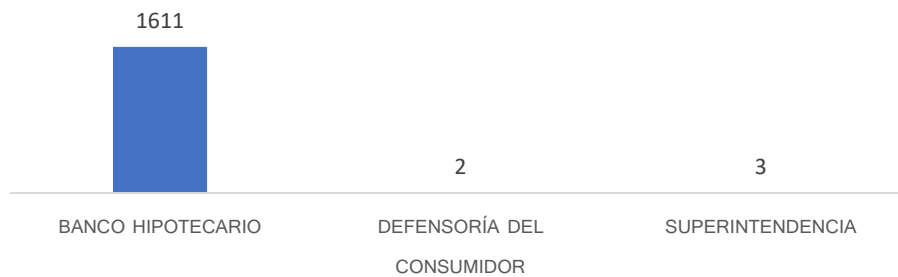 1611
2
3
BANCO HIPOTECARIO
DEFENSORÍA DEL
CONSUMIDOR
SUPERINTENDENCIA